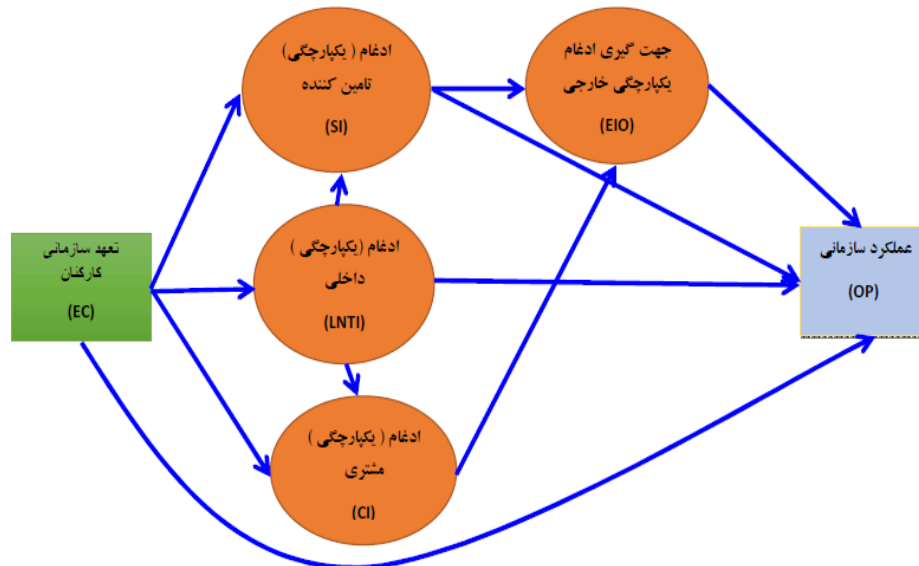 ادغام ( یکپارچگی)
تامین کننده
(SI)
جهت گیری ادغام
یکپارچگی خارجی
(EIO)
تعهد سازمانی
کارکنان
(EC)
ادغام (یکپارچگی )
داخلی
(LNTI)
عملکرد سازمانی
(OP)
ادغام ( یکپارچگی )
مشتری
(CI)